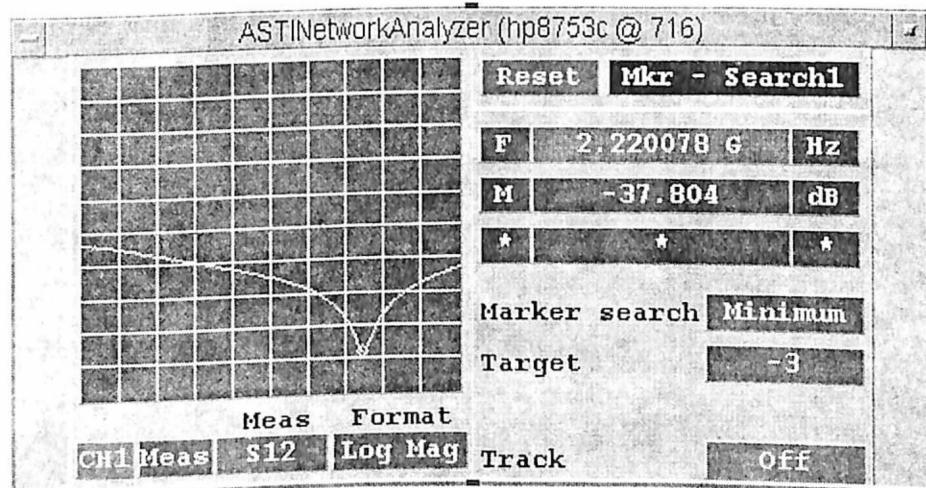 ASTINetworkAnalyzer (hp8753c @ 716)
Reset Mkr - Search1
F 2.220078 G Hz
M -37.804 dB
* * *
Marker search Minimum
Target -3
Meas Format
CH1 Meas S12 Log Mag
Track Off